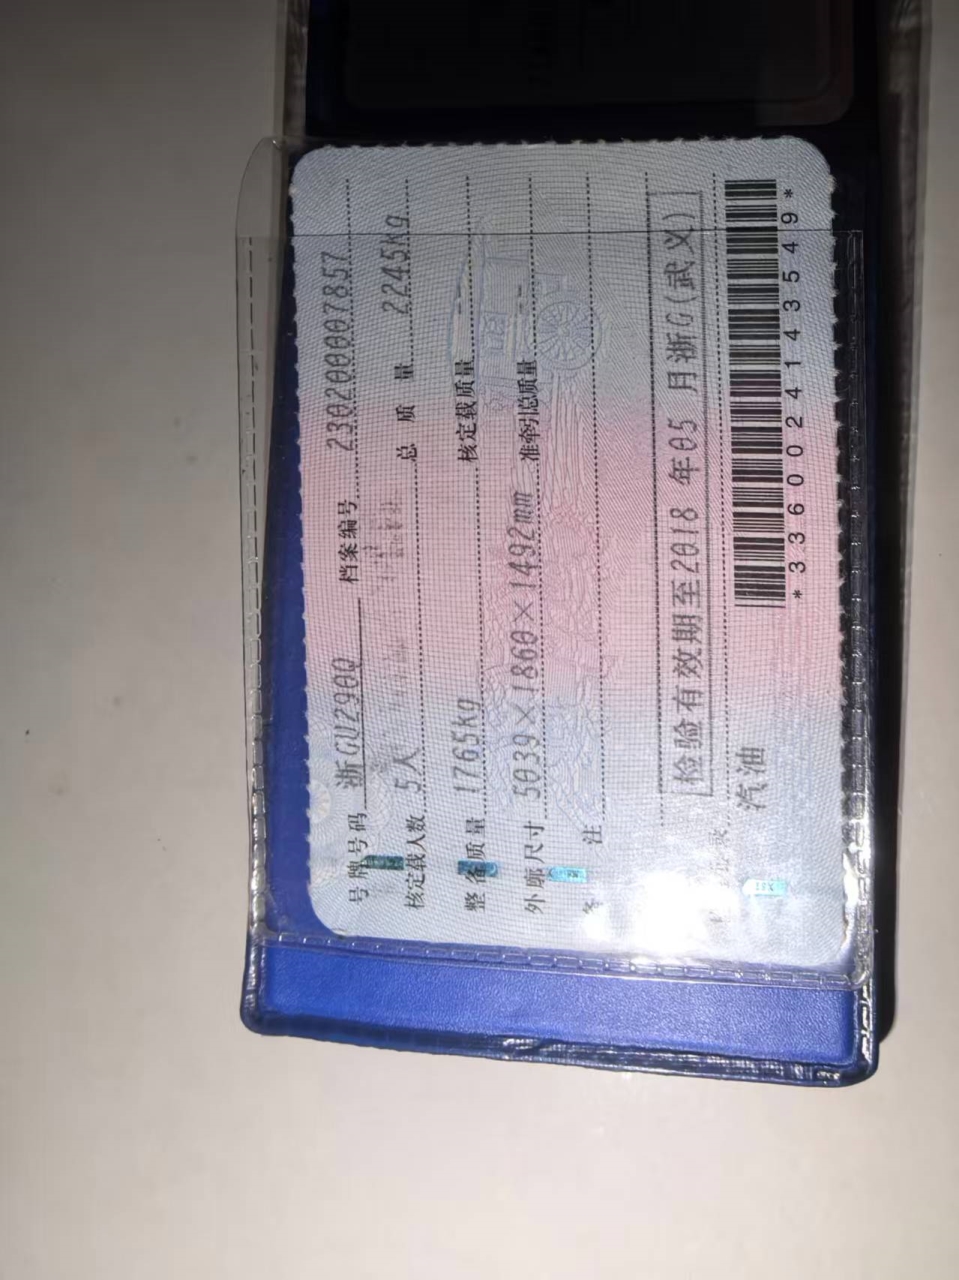 号牌号码 浙GU2900 档案编号 230200007857
核定载人数 5人 总质量 2245kg
整备质量 1765kg 核定载质量
外廓尺寸 5039×1860×1492mm 准牵引总质量
备注
检验有效期至2018年05月浙G(武义)
汽油
*3360024143549*